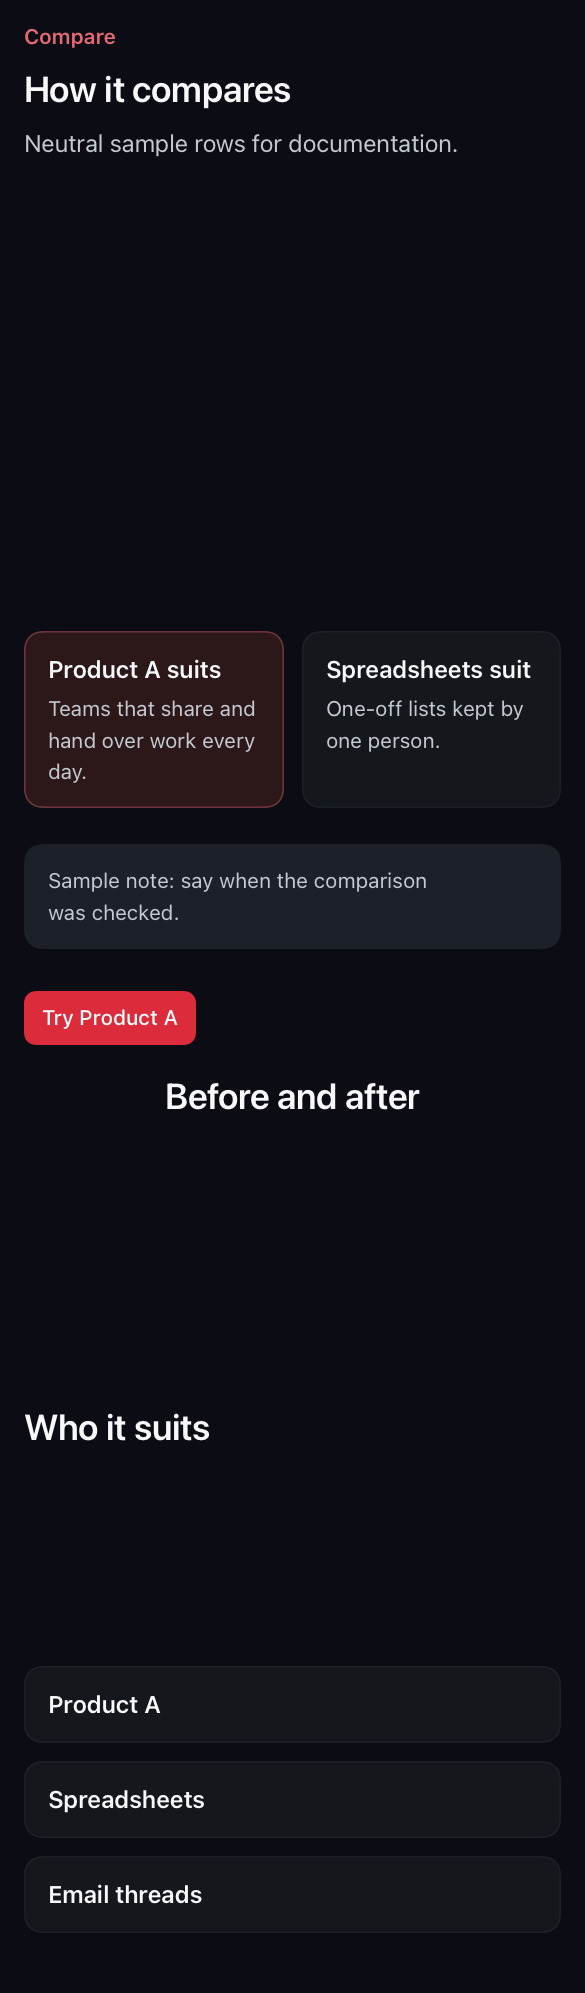 Compare
How it compares
Neutral sample rows for documentation.
Product A suits
Teams that share and
hand over work every
day.
Spreadsheets suit
One-off lists kept by
one person.
Sample note: say when the comparison
was checked.
Try Product A
Before and after
Who it suits
Product A
Spreadsheets
Email threads